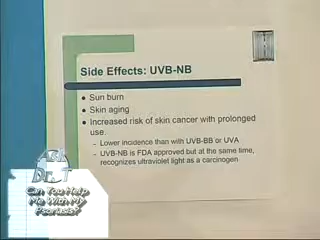 Side Effects: UVB-NB
• Sun burn
• Skin aging
• Increased risk of skin cancer with prolonged
use.
– Lower incidence than with UVB-BB or UVA
– UVB-NB is FDA approved but at the same time,
recognizes ultraviolet light as a carcinogen
Can You Help
Me With My
Psoriasis?